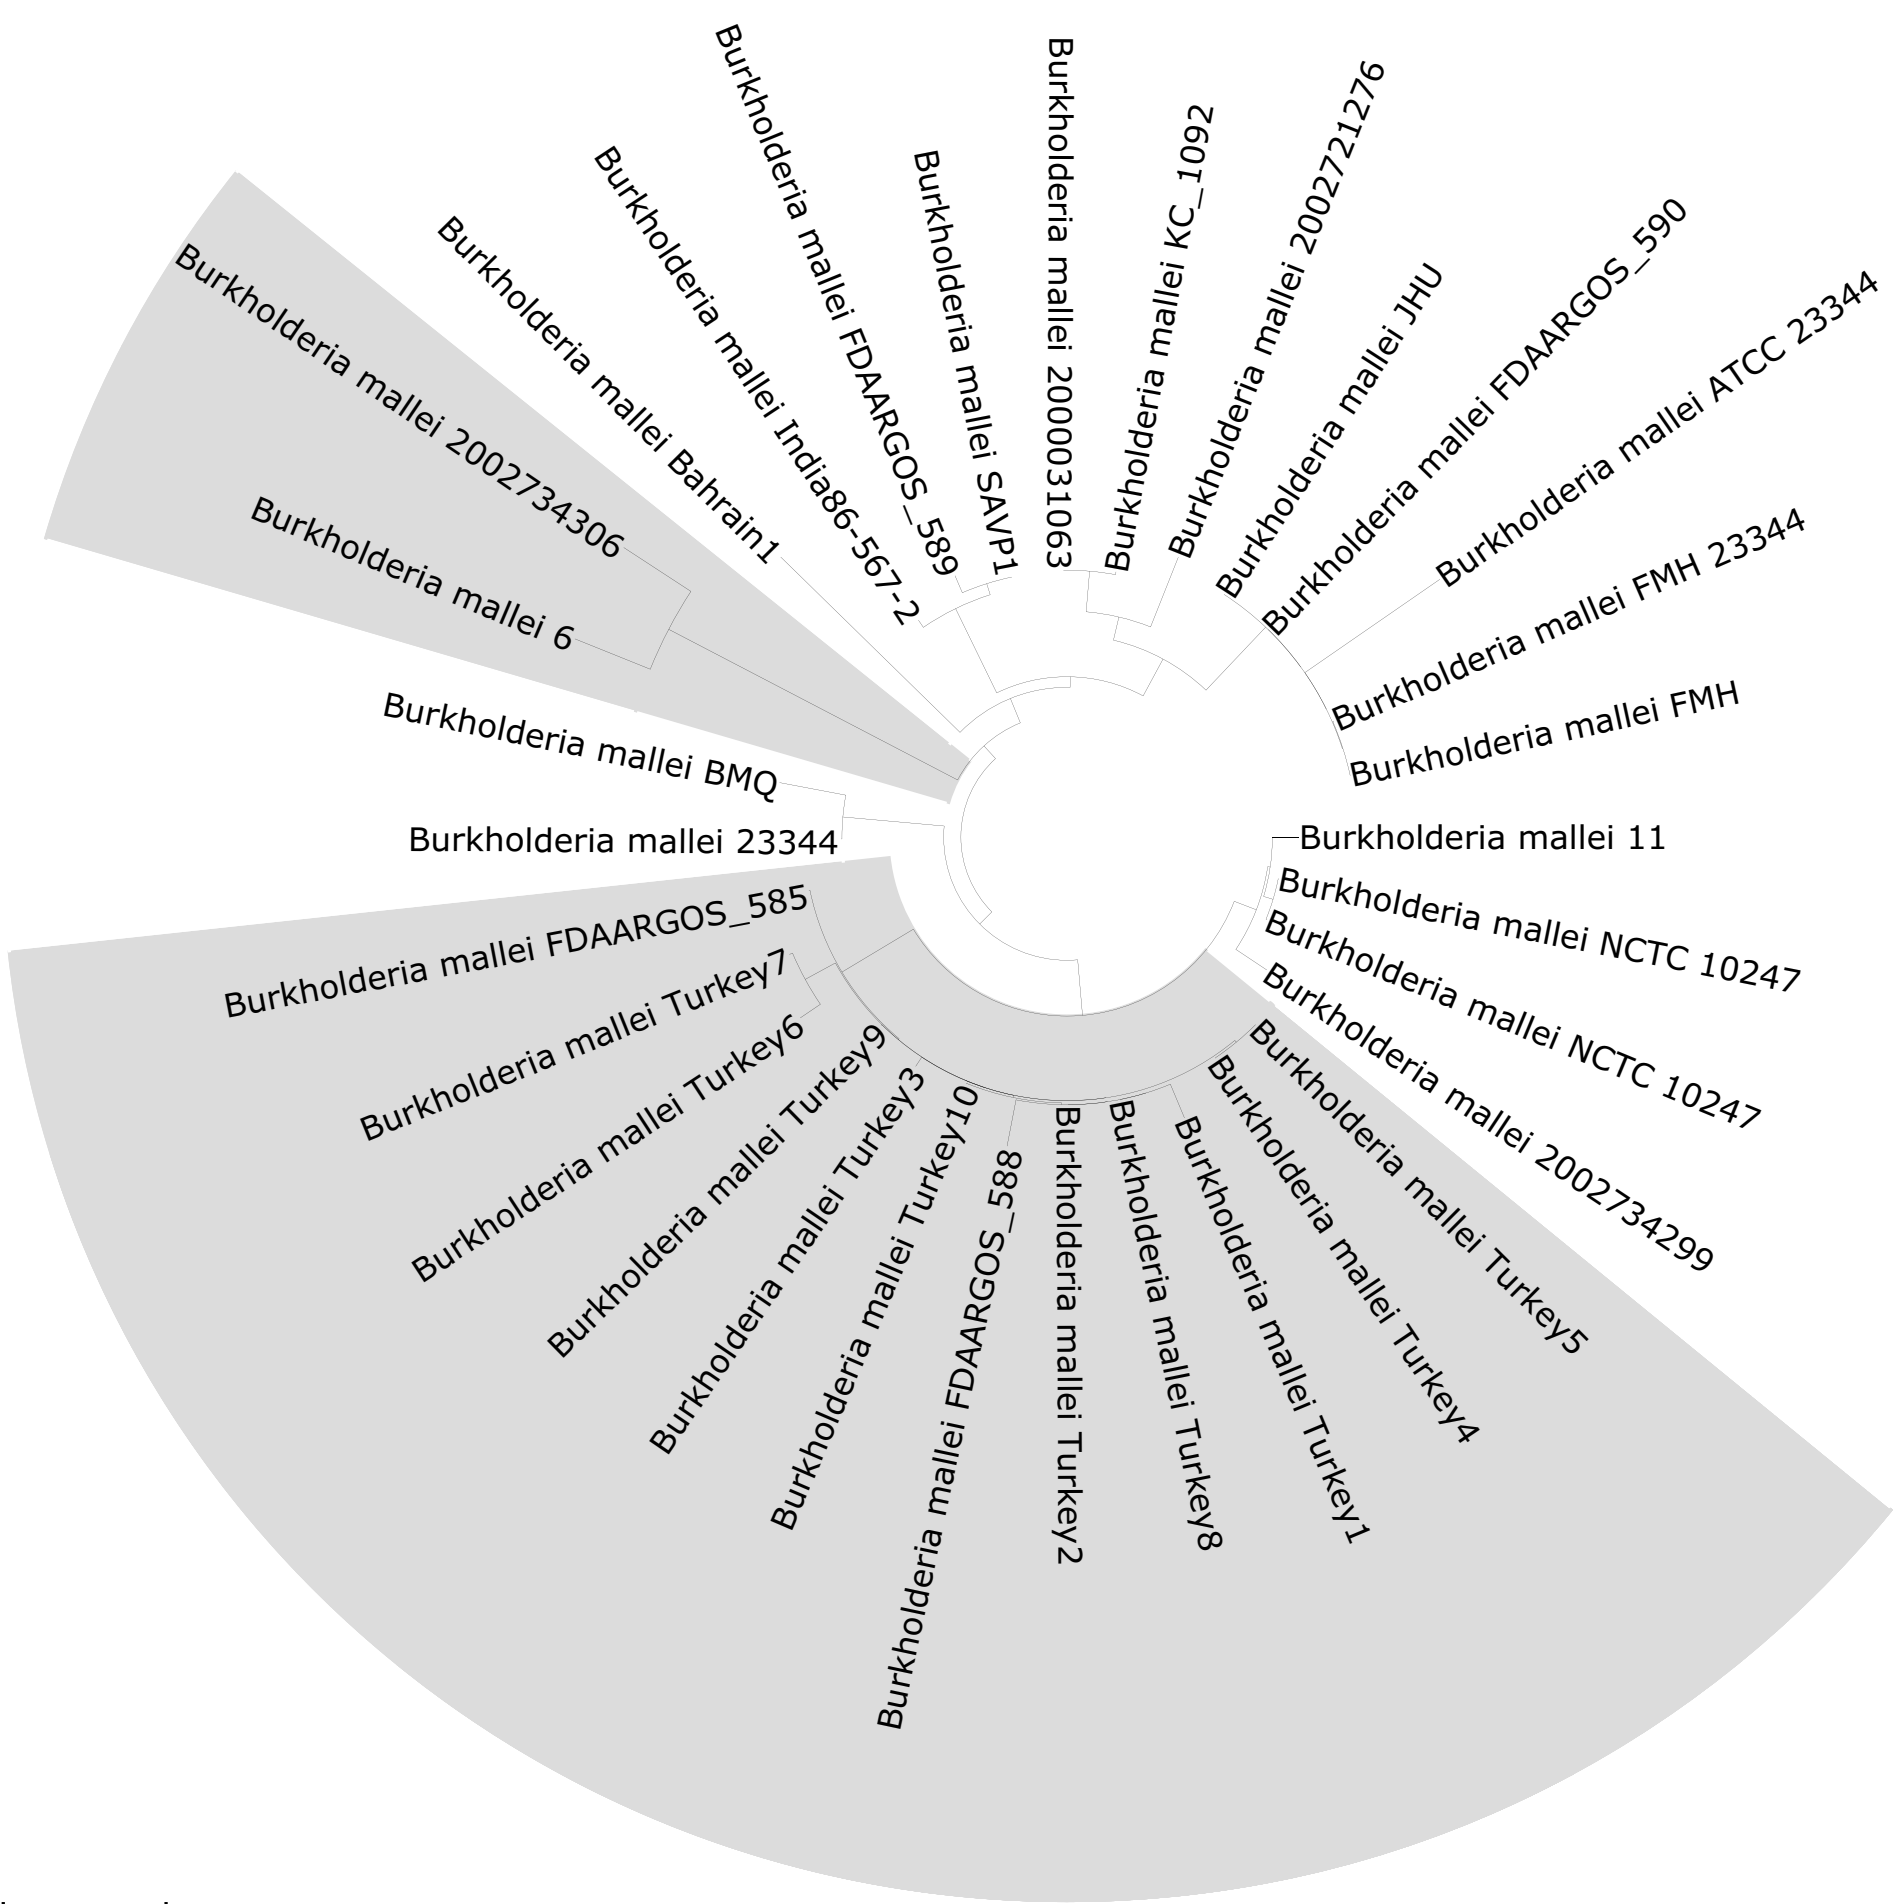 Burkholderia mallei 2000031063
Burkholderia mallei KC_1092
Burkholderia mallei 2002721276
Burkholderia mallei JHU
Burkholderia mallei FDAARGOS_590
Burkholderia mallei ATCC 23344
Burkholderia mallei FMH 23344
Burkholderia mallei FMH
Burkholderia mallei 11
Burkholderia mallei NCTC 10247
Burkholderia mallei NCTC 10247
Burkholderia mallei 2002734299
Burkholderia mallei Turkey5
Burkholderia mallei Turkey4
Burkholderia mallei Turkey1
Burkholderia mallei Turkey8
Burkholderia mallei Turkey2
Burkholderia mallei FDAARGOS_588
Burkholderia mallei Turkey10
Burkholderia mallei Turkey3
Burkholderia mallei Turkey9
Burkholderia mallei Turkey6
Burkholderia mallei Turkey7
Burkholderia mallei FDAARGOS_585
Burkholderia mallei 23344
Burkholderia mallei BMQ
Burkholderia mallei 6
Burkholderia mallei 2002734306
Burkholderia mallei Bahrain1
Burkholderia mallei India86-567-2
Burkholderia mallei FDAARGOS_589
Burkholderia mallei SAVP1